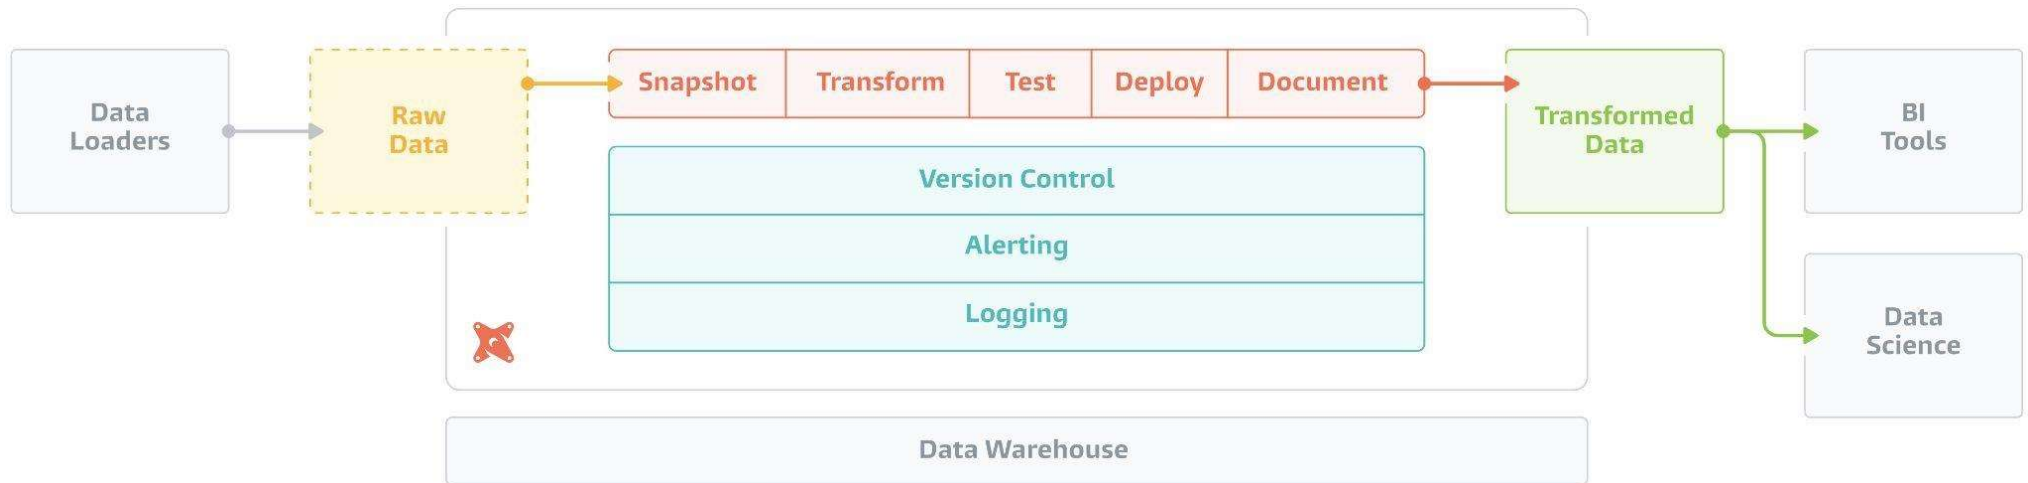 Data
Loaders
Raw
Data
Snapshot
Transform
Test
Deploy
Document
Version Control
Alerting
Logging
Transformed
Data
BI
Tools
Data
Science
Data Warehouse